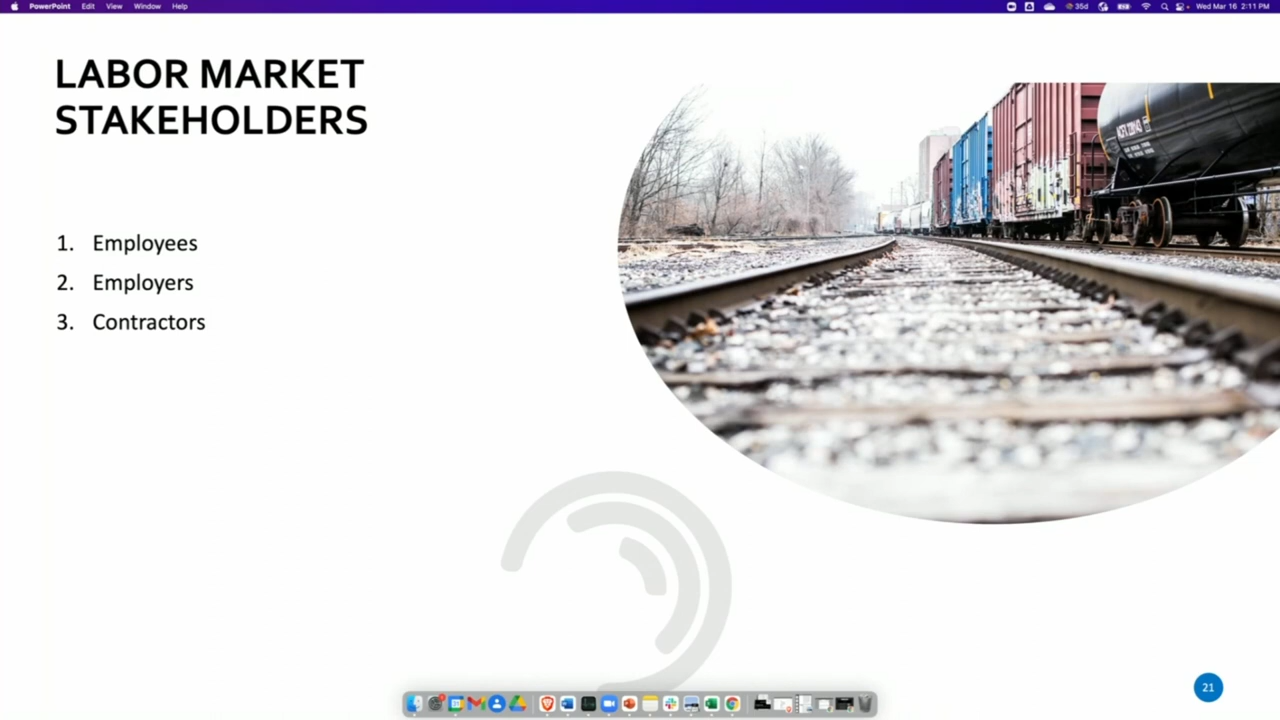 PowerPoint Edit View Window Help
35d Wed Mar 16 2:11 PM
LABOR MARKET
STAKEHOLDERS
1. Employees
2. Employers
3. Contractors
21